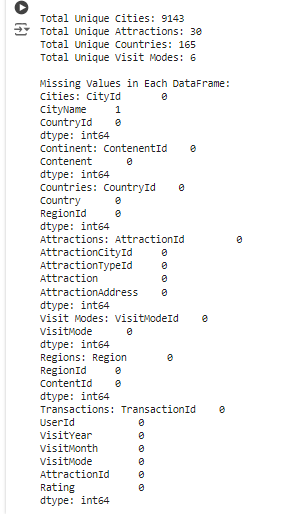 Total Unique Cities: 9143
Total Unique Attractions: 30
Total Unique Countries: 165
Total Unique Visit Modes: 6

Missing Values in Each DataFrame:
Cities: CityId 0
CityName 1
CountryId 0
dtype: int64
Continent: ContenentId 0
Contenent 0
dtype: int64
Countries: CountryId 0
Country 0
RegionId 0
dtype: int64
Attractions: AttractionId 0
AttractionCityId 0
AttractionTypeId 0
Attraction 0
AttractionAddress 0
dtype: int64
Visit Modes: VisitModeId 0
VisitMode 0
dtype: int64
Regions: Region 0
RegionId 0
ContentId 0
dtype: int64
Transactions: TransactionId 0
UserId 0
VisitYear 0
VisitMonth 0
VisitMode 0
AttractionId 0
Rating 0
dtype: int64